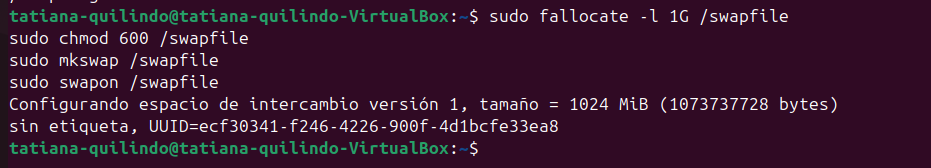 tatiana-quilindo@tatiana-quilindo-VirtualBox:~$ sudo fallocate -l 1G /swapfile
sudo chmod 600 /swapfile
sudo mkswap /swapfile
sudo swapon /swapfile
Configurando espacio de intercambio versión 1, tamaño = 1024 MiB (1073737728 bytes)
sin etiqueta, UUID=ecf30341-f246-4226-900f-4d1bcfe33ea8
tatiana-quilindo@tatiana-quilindo-VirtualBox:~$